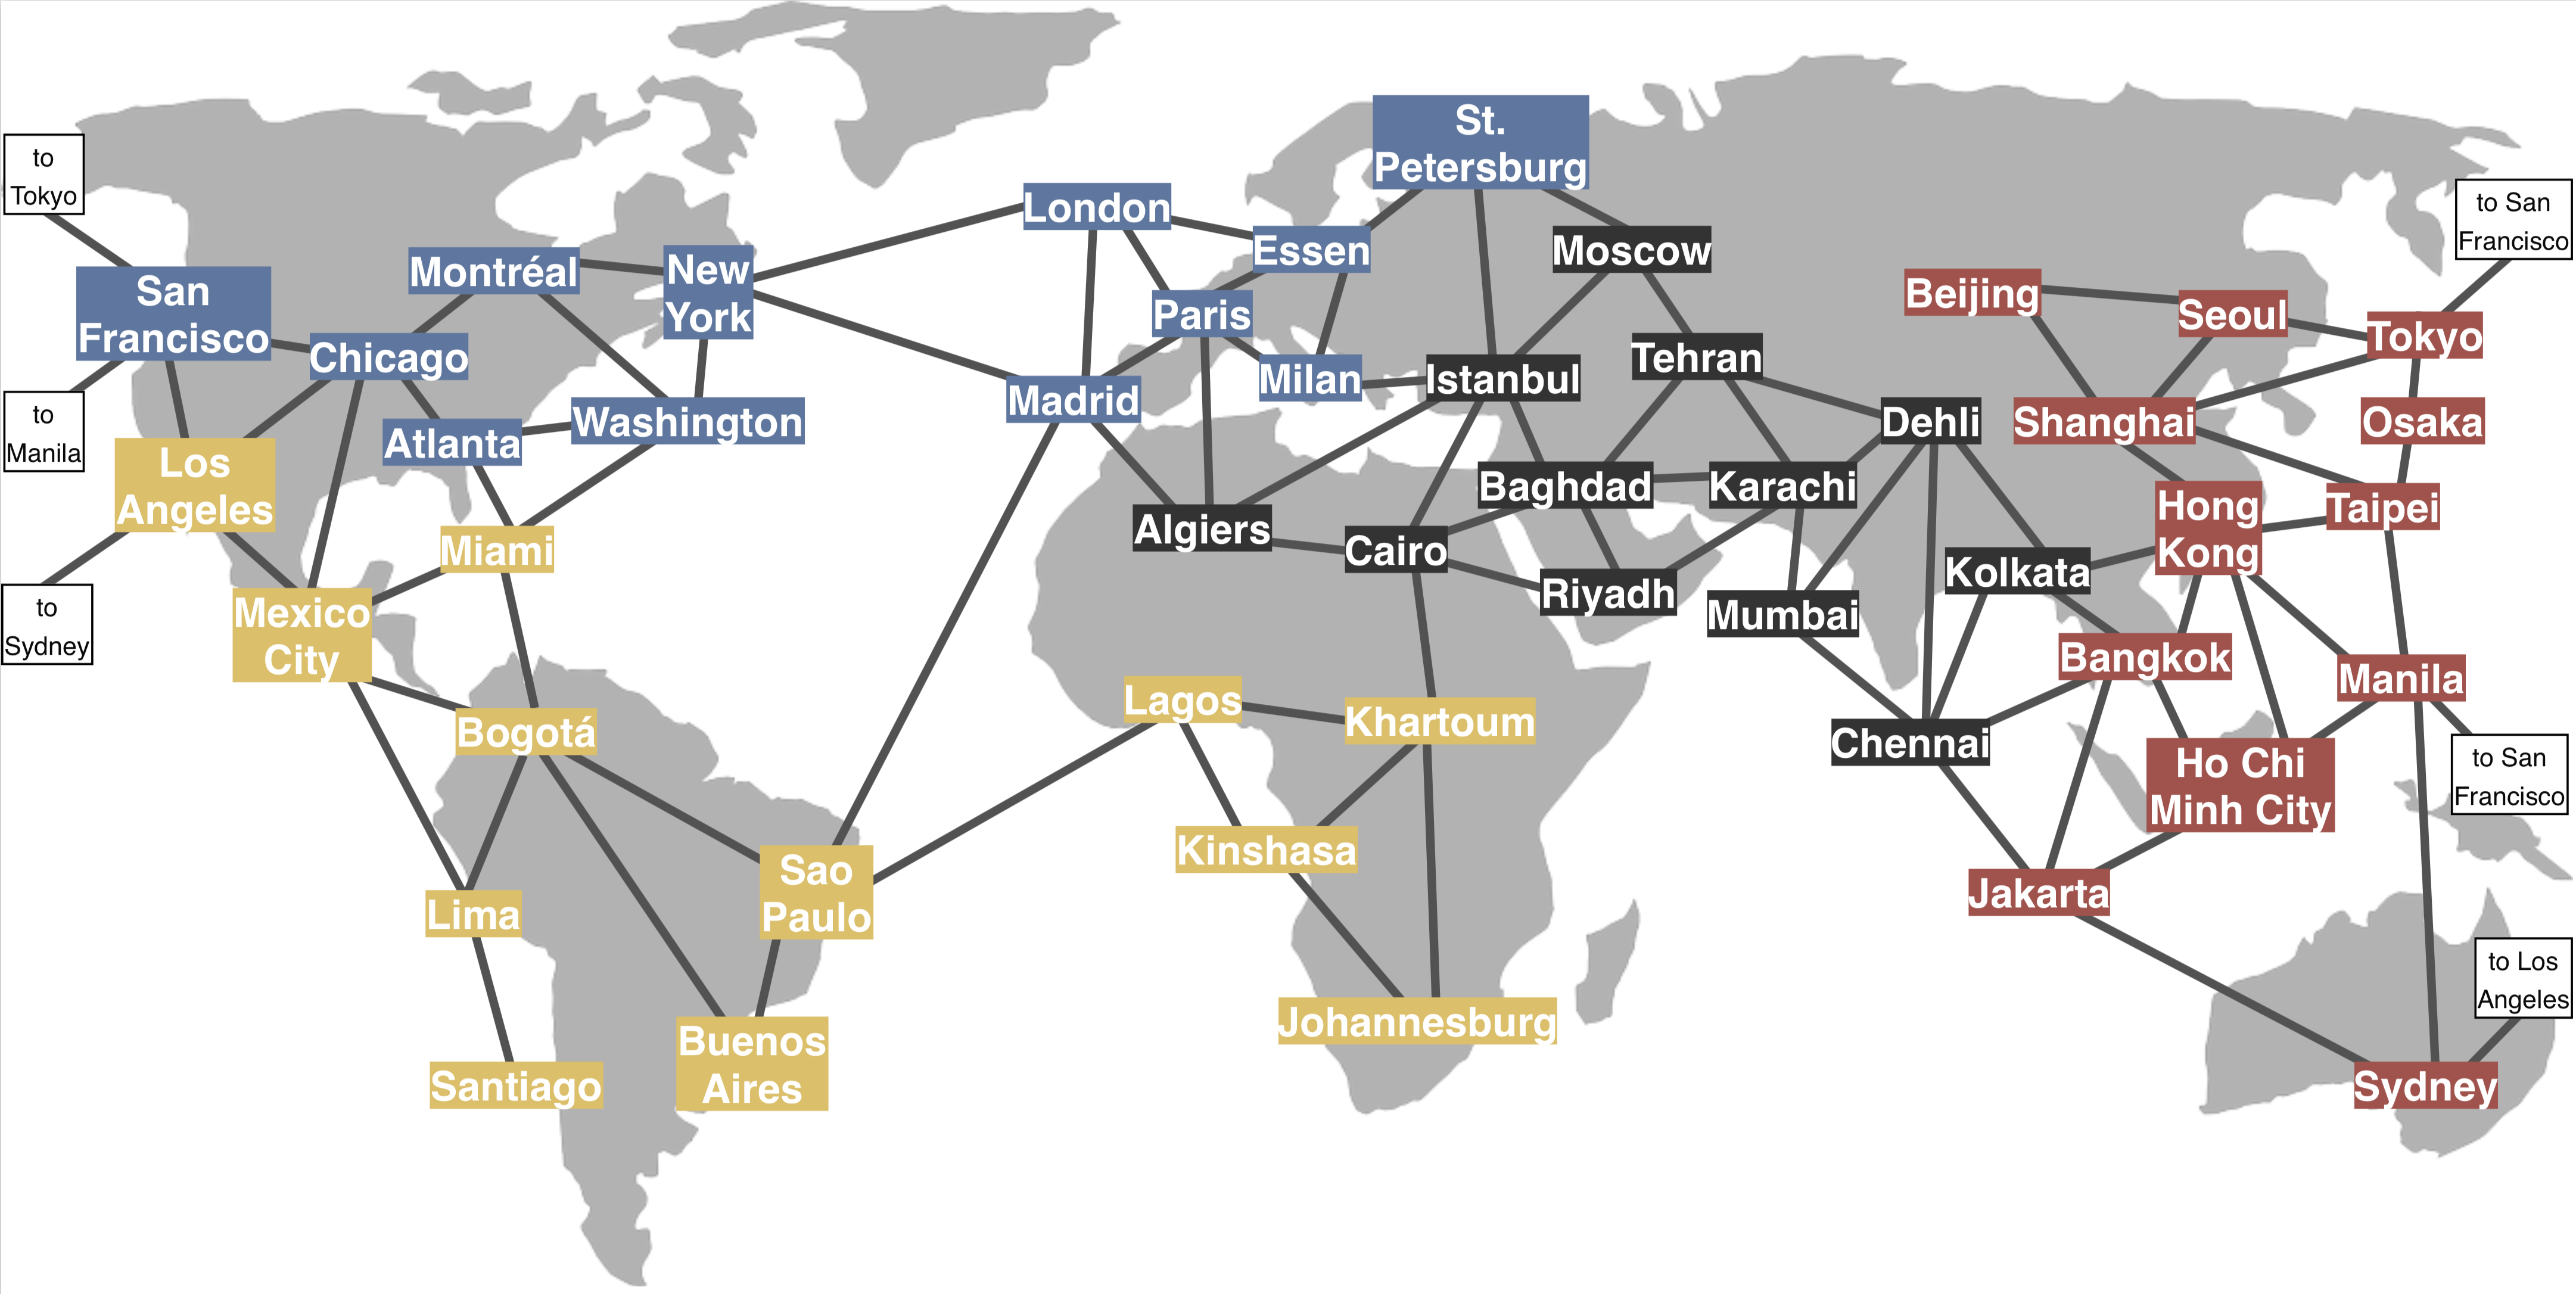 St.
Petersburg
to
Tokyo
to San
Francisco
London
Essen
Moscow
Montréal
New
York
San
Francisco
Beijing
Seoul
Paris
Tokyo
Chicago
Tehran
Milan
Istanbul
Madrid
to
Manila
Atlanta
Washington
Dehli
Shanghai
Osaka
Los
Angeles
Baghdad
Karachi
Hong
Kong
Taipei
Algiers
Miami
Cairo
Kolkata
Riyadh
to
Sydney
Mexico
City
Mumbai
Bangkok
Manila
Lagos
Khartoum
Bogotá
Chennai
Ho Chi
Minh City
to San
Francisco
Kinshasa
Sao
Paulo
Jakarta
Lima
to Los
Angeles
Johannesburg
Buenos
Aires
Santiago
Sydney